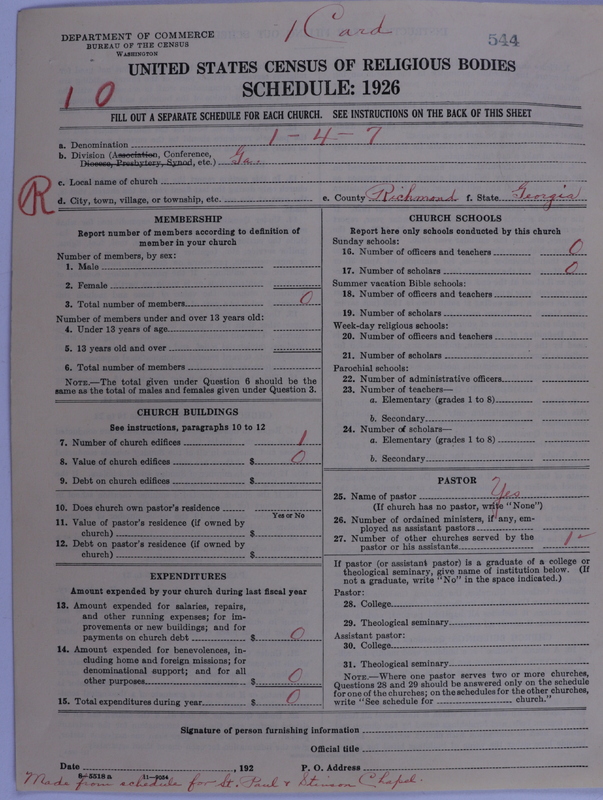 1 Card
DEPARTMENT OF COMMERCE
BUREAU OF THE CENSUS
WASHINGTON
544
UNITED STATES CENSUS OF RELIGIOUS BODIES
SCHEDULE: 1926
10
FILL OUT A SEPARATE SCHEDULE FOR EACH CHURCH. SEE INSTRUCTIONS ON THE BACK OF THIS SHEET
a. Denomination 1-4-7
b. Division (Association, Conference,
Diocese, Presbytery, Synod, etc.) Ga.
c. Local name of church
R
d. City, town, village, or township, etc. e. County Richmond f. State Georgia
MEMBERSHIP
Report number of members according to definition of
member in your church
Number of members, by sex:
1. Male
2. Female
3. Total number of members 0
Number of members under and over 13 years old:
4. Under 13 years of age
5. 13 years old and over
6. Total number of members
NOTE.—The total given under Question 6 should be the
same as the total of males and females given under Question 3.
CHURCH BUILDINGS
See instructions, paragraphs 10 to 12
7. Number of church edifices 1
8. Value of church edifices $ 0
9. Debt on church edifices $
10. Does church own pastor's residence
Yes or No
11. Value of pastor's residence (if owned by
church) $
12. Debt on pastor's residence (if owned by
church) $
EXPENDITURES
Amount expended by your church during last fiscal year
13. Amount expended for salaries, repairs,
and other running expenses; for im-
provements or new buildings; and for
payments on church debt $ 0
14. Amount expended for benevolences, in-
cluding home and foreign missions; for
denominational support; and for all
other purposes $ 0
15. Total expenditures during year $ 0
CHURCH SCHOOLS
Report here only schools conducted by this church
Sunday schools:
16. Number of officers and teachers 0
17. Number of scholars 0
Summer vacation Bible schools:
18. Number of officers and teachers
19. Number of scholars
Week-day religious schools:
20. Number of officers and teachers
21. Number of scholars
Parochial schools:
22. Number of administrative officers
23. Number of teachers—
a. Elementary (grades 1 to 8)
b. Secondary
24. Number of scholars—
a. Elementary (grades 1 to 8)
b. Secondary
PASTOR
25. Name of pastor Yes
(If church has no pastor, write "None")
26. Number of ordained ministers, if any, em-
ployed as assistant pastors
27. Number of other churches served by the
pastor or his assistants 1
If pastor (or assistant pastor) is a graduate of a college or
theological seminary, give name of institution below. (If
not a graduate, write "No" in the space indicated.)
Pastor:
28. College
29. Theological seminary
Assistant pastor:
30. College
31. Theological seminary
NOTE.—Where one pastor serves two or more churches,
Questions 28 and 29 should be answered only on the schedule
for one of the churches; on the schedules for the other churches,
write "See schedule for church."
Signature of person furnishing information
Official title
Date , 192 P. O. Address
8-5518 a 11-9054
Made from schedule for St. Paul & Stinson Chapel.